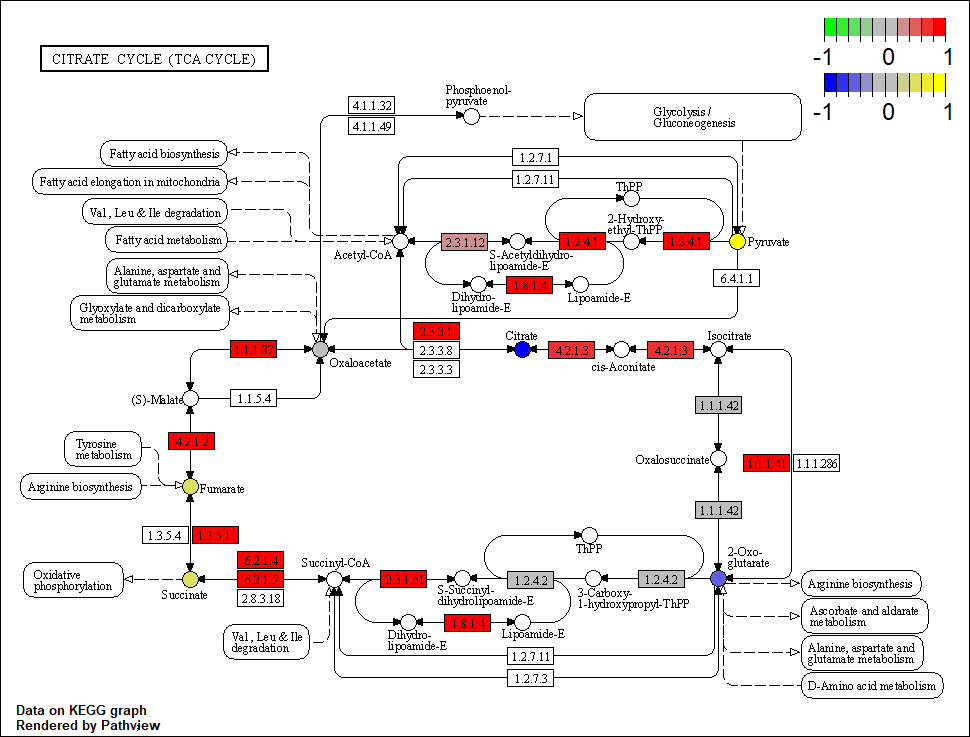 CITRATE CYCLE (TCA CYCLE)
-1 0 1
-1 0 1
Phosphoenol-
pyruvate
4.1.1.32
4.1.1.49
Glycolysis /
Gluconeogenesis
Fatty acid biosynthesis
Fatty acid elongation in mitochondria
Val, Leu & Ile degradation
Fatty acid metabolism
Alanine, aspartate and
glutamate metabolism
Glyoxylate and dicarboxylate
metabolism
1.2.7.1
1.2.7.11
ThPP
2-Hydroxy-
ethyl-ThPP
Acetyl-CoA
2.3.1.12
S-Acetyldihydro-
lipoamide-E
1.2.4.1
1.2.4.1
Pyruvate
1.8.1.4
Dihydro-
lipoamide-E
Lipoamide-E
6.4.1.1
2.3.3.1
2.3.3.8
2.3.3.3
Citrate
4.2.1.3
cis-Aconitate
4.2.1.3
Isocitrate
1.1.1.37
Oxaloacetate
(S)-Malate
1.1.5.4
1.1.1.42
4.2.1.2
Tyrosine
metabolism
Arginine biosynthesis
Fumarate
Oxalosuccinate
1.1.1.41
1.1.1.286
1.1.1.42
1.3.5.4
1.3.5.1
ThPP
6.2.1.4
6.2.1.5
2.8.3.18
Succinyl-CoA
2.3.1.61
S-Succinyl-
dihydrolipoamide-E
1.2.4.2
3-Carboxy-
1-hydroxypropyl-ThPP
1.2.4.2
2-Oxo-
glutarate
Oxidative
phosphorylation
Succinate
1.8.1.4
Dihydro-
lipoamide-E
Lipoamide-E
Val, Leu & Ile
degradation
1.2.7.11
1.2.7.3
Arginine biosynthesis
Ascorbate and aldarate
metabolism
Alanine, aspartate and
glutamate metabolism
D-Amino acid metabolism
Data on KEGG graph
Rendered by Pathview